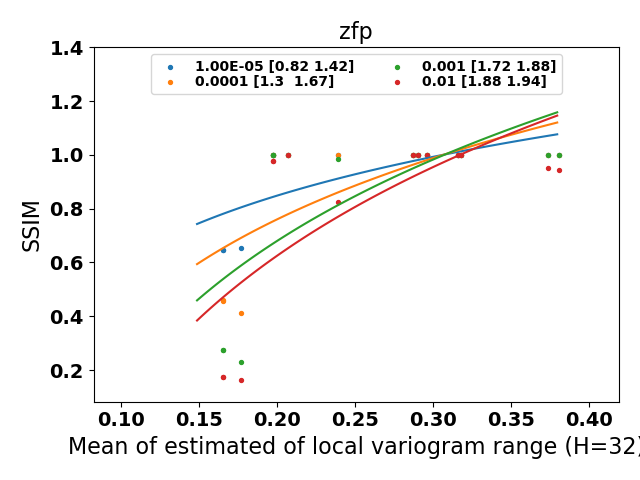 zfp
1.00E-05 [0.82 1.42]
0.0001 [1.3  1.67]
0.001 [1.72 1.88]
0.01 [1.88 1.94]
SSIM
1.4
1.2
1.0
0.8
0.6
0.4
0.2
0.10 0.15 0.20 0.25 0.30 0.35 0.40
Mean of estimated of local variogram range (H=32)